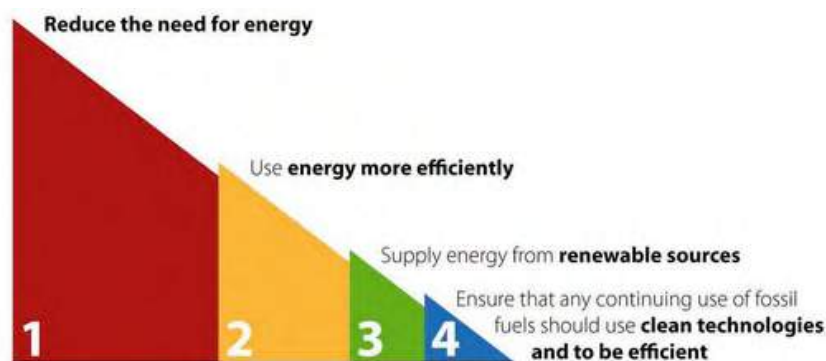 Reduce the need for energy
Use energy more efficiently
Supply energy from renewable sources
Ensure that any continuing use of fossil
fuels should use clean technologies
and to be efficient
1 2 3 4